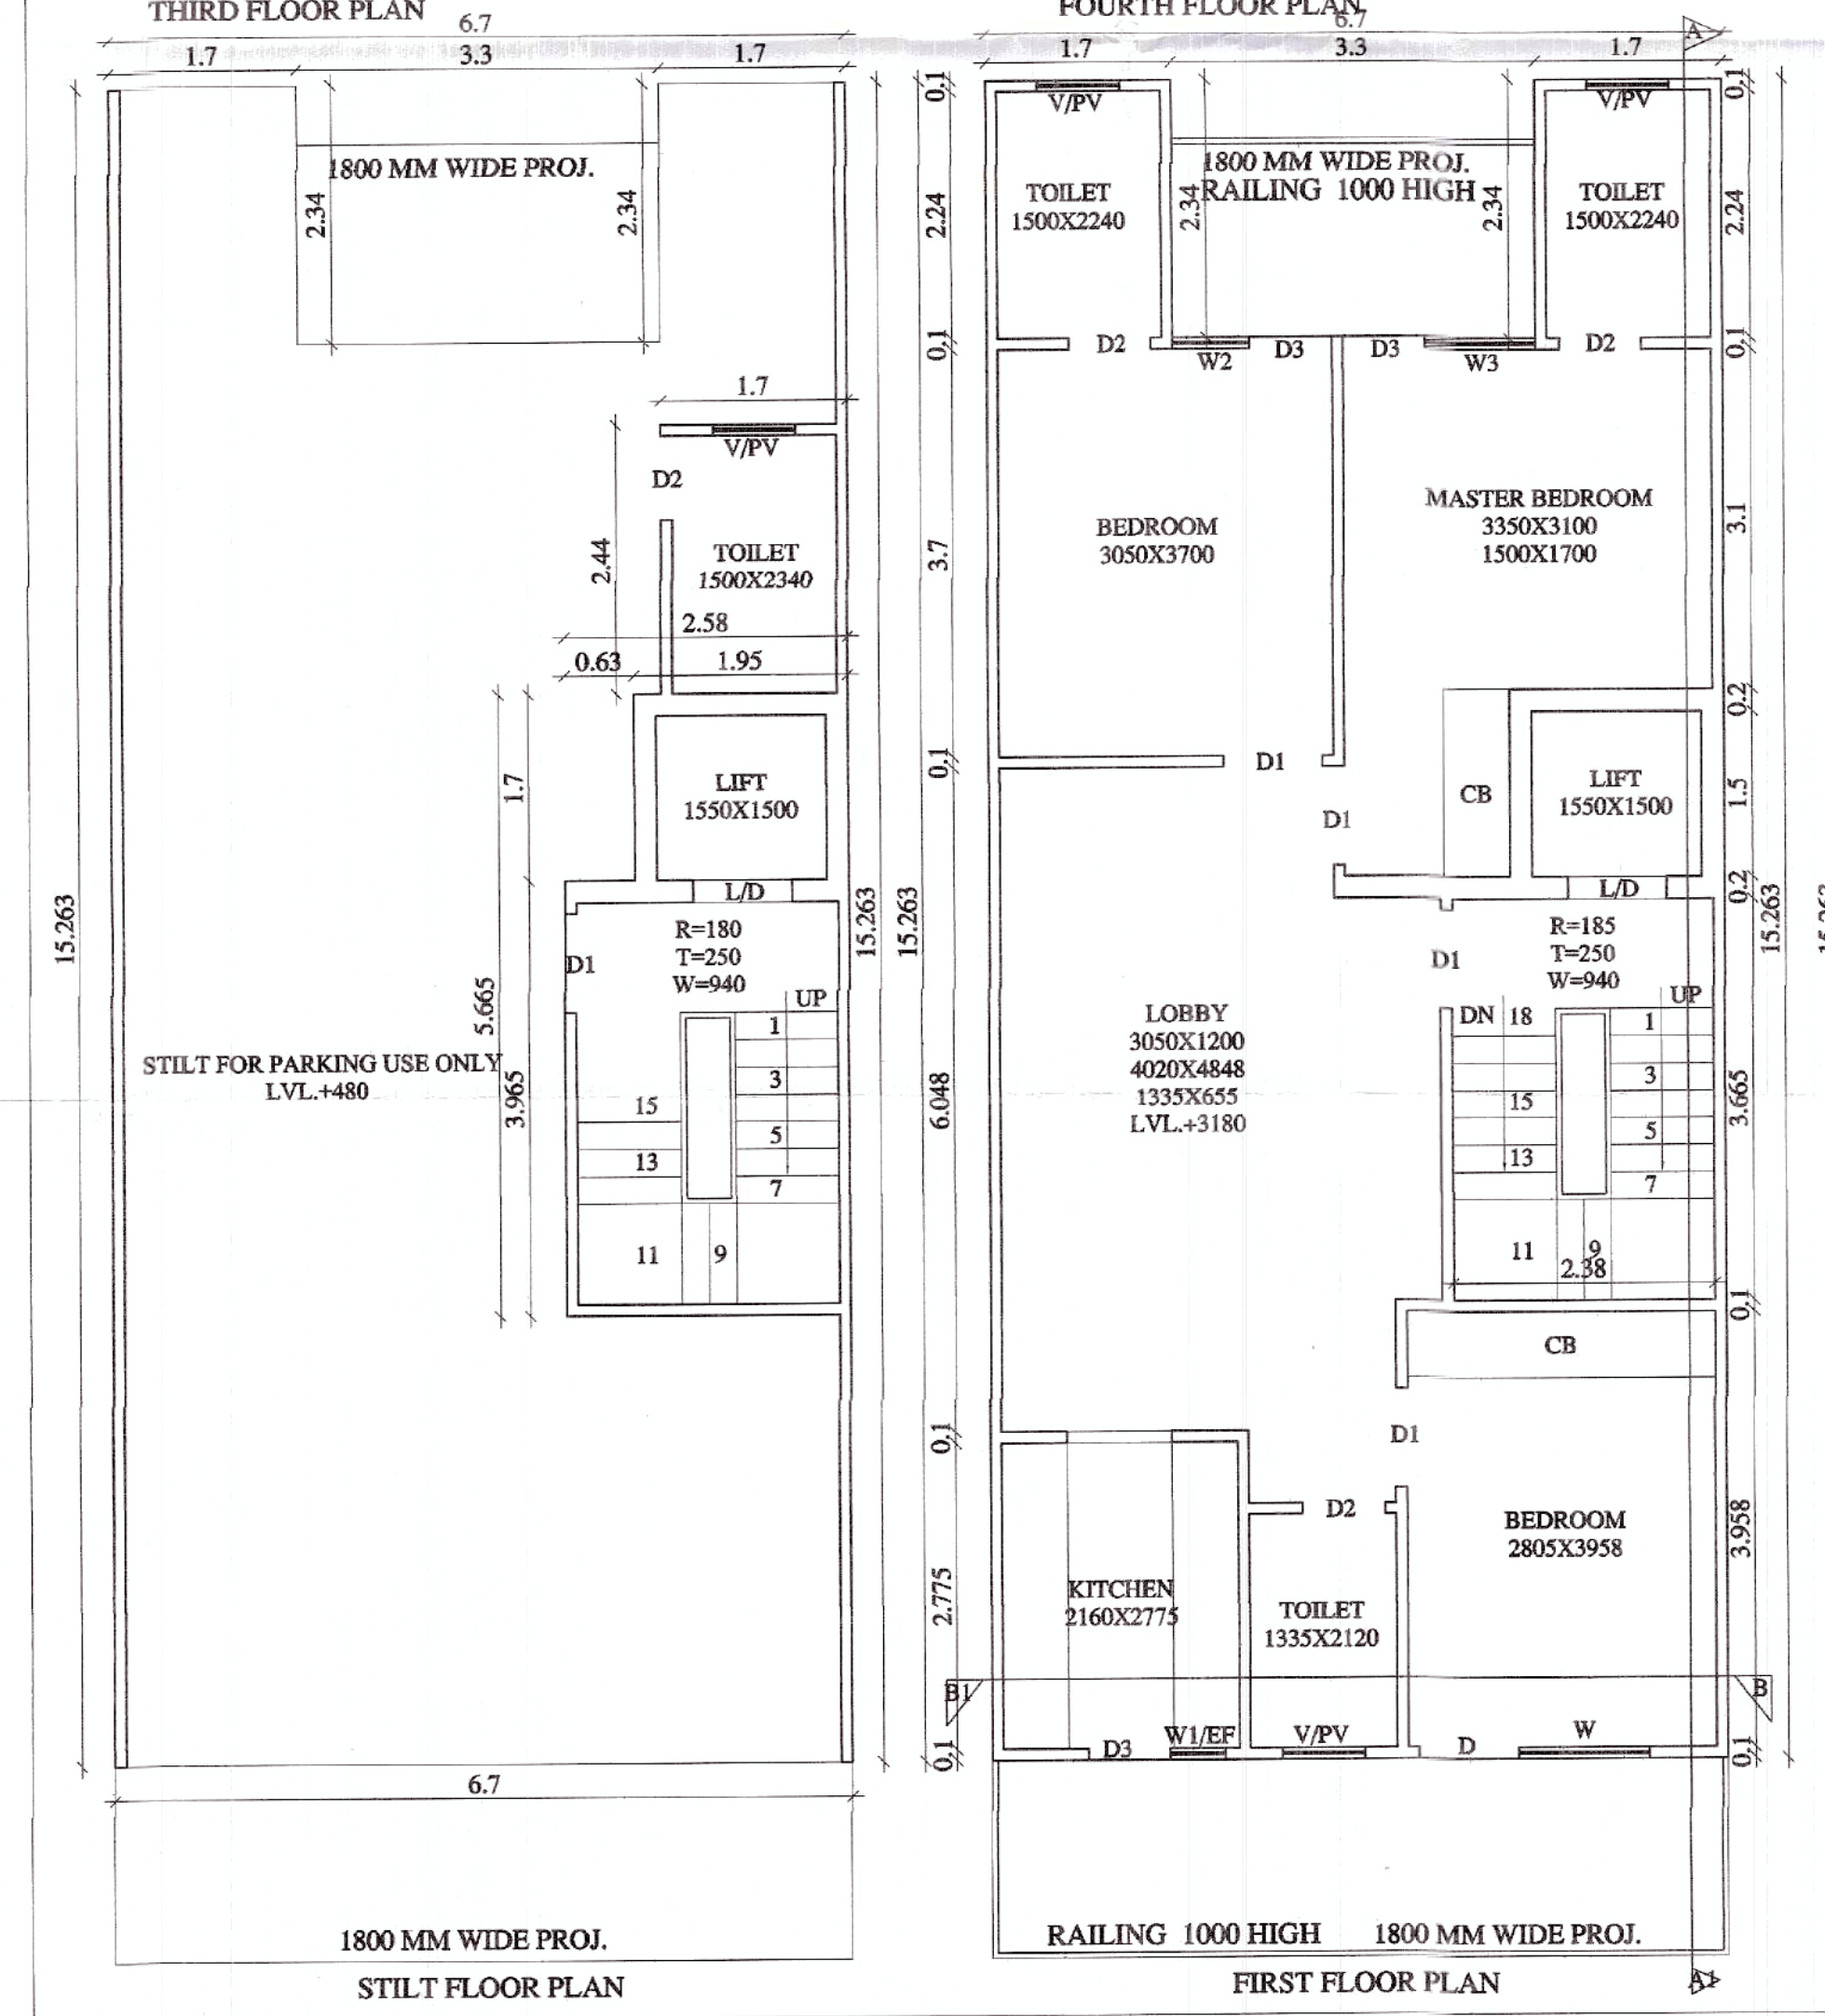 THIRD FLOOR PLAN
6.7
1.7
3.3
1.7
1800 MM WIDE PROJ.
2.34
2.34
1.7
V/PV
D2
2.44
TOILET
1500X2340
2.58
0.63
1.95
1.7
LIFT
1550X1500
L/D
15.263
15.263
R=180
T=250
W=940
D1
UP
5.665
3.965
1
3
5
7
15
13
11
9
STILT FOR PARKING USE ONLY
LVL.+480
6.7
1800 MM WIDE PROJ.
STILT FLOOR PLAN
FOURTH FLOOR PLAN
6.7
A
1.7
3.3
1.7
0.1
V/PV
V/PV
0.1
1800 MM WIDE PROJ.
RAILING 1000 HIGH
TOILET
1500X2240
2.34
2.34
TOILET
1500X2240
2.24
2.24
0.1
D2
W2
D3
D3
W3
D2
0.1
BEDROOM
3050X3700
MASTER BEDROOM
3350X3100
1500X1700
3.7
3.1
0.2
0.1
D1
D1
CB
LIFT
1550X1500
1.5
L/D
0.2
15.263
15.263
15.263
R=185
T=250
W=940
D1
UP
DN
18
1
3
5
7
15
13
11
9
2.38
LOBBY
3050X1200
4020X4848
1335X655
LVL.+3180
6.048
3.665
0.1
CB
0.1
D1
D2
BEDROOM
2805X3958
3.958
KITCHEN
2160X2775
2.775
TOILET
1335X2120
B1
B
0.1
D3
W1/EF
V/PV
D
W
0.1
RAILING 1000 HIGH
1800 MM WIDE PROJ.
FIRST FLOOR PLAN